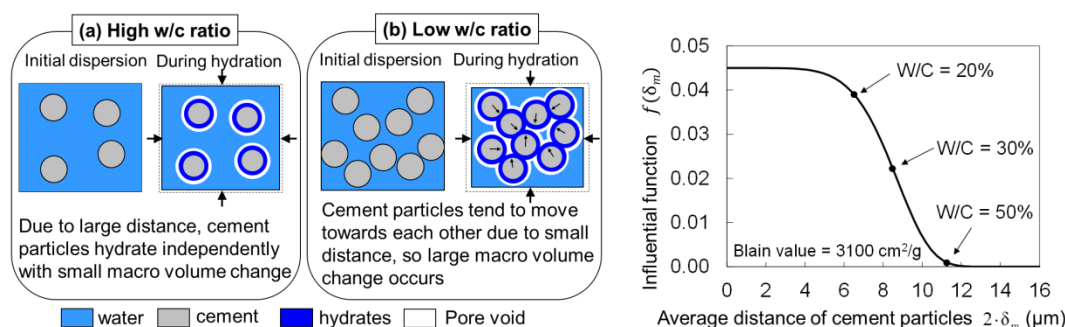 (a) High w/c ratio
Initial dispersion During hydration
Due to large distance, cement
particles hydrate independently
with small macro volume change
(b) Low w/c ratio
Initial dispersion During hydration
Cement particles tend to move
towards each other due to small
distance, so large macro volume
change occurs
water cement hydrates Pore void
Influential function f (δm)
0.05
0.04
0.03
0.02
0.01
0.00
W/C = 20%
W/C = 30%
W/C = 50%
Blain value = 3100 cm²/g
0 2 4 6 8 10 12 14 16
Average distance of cement particles 2·δm (μm)